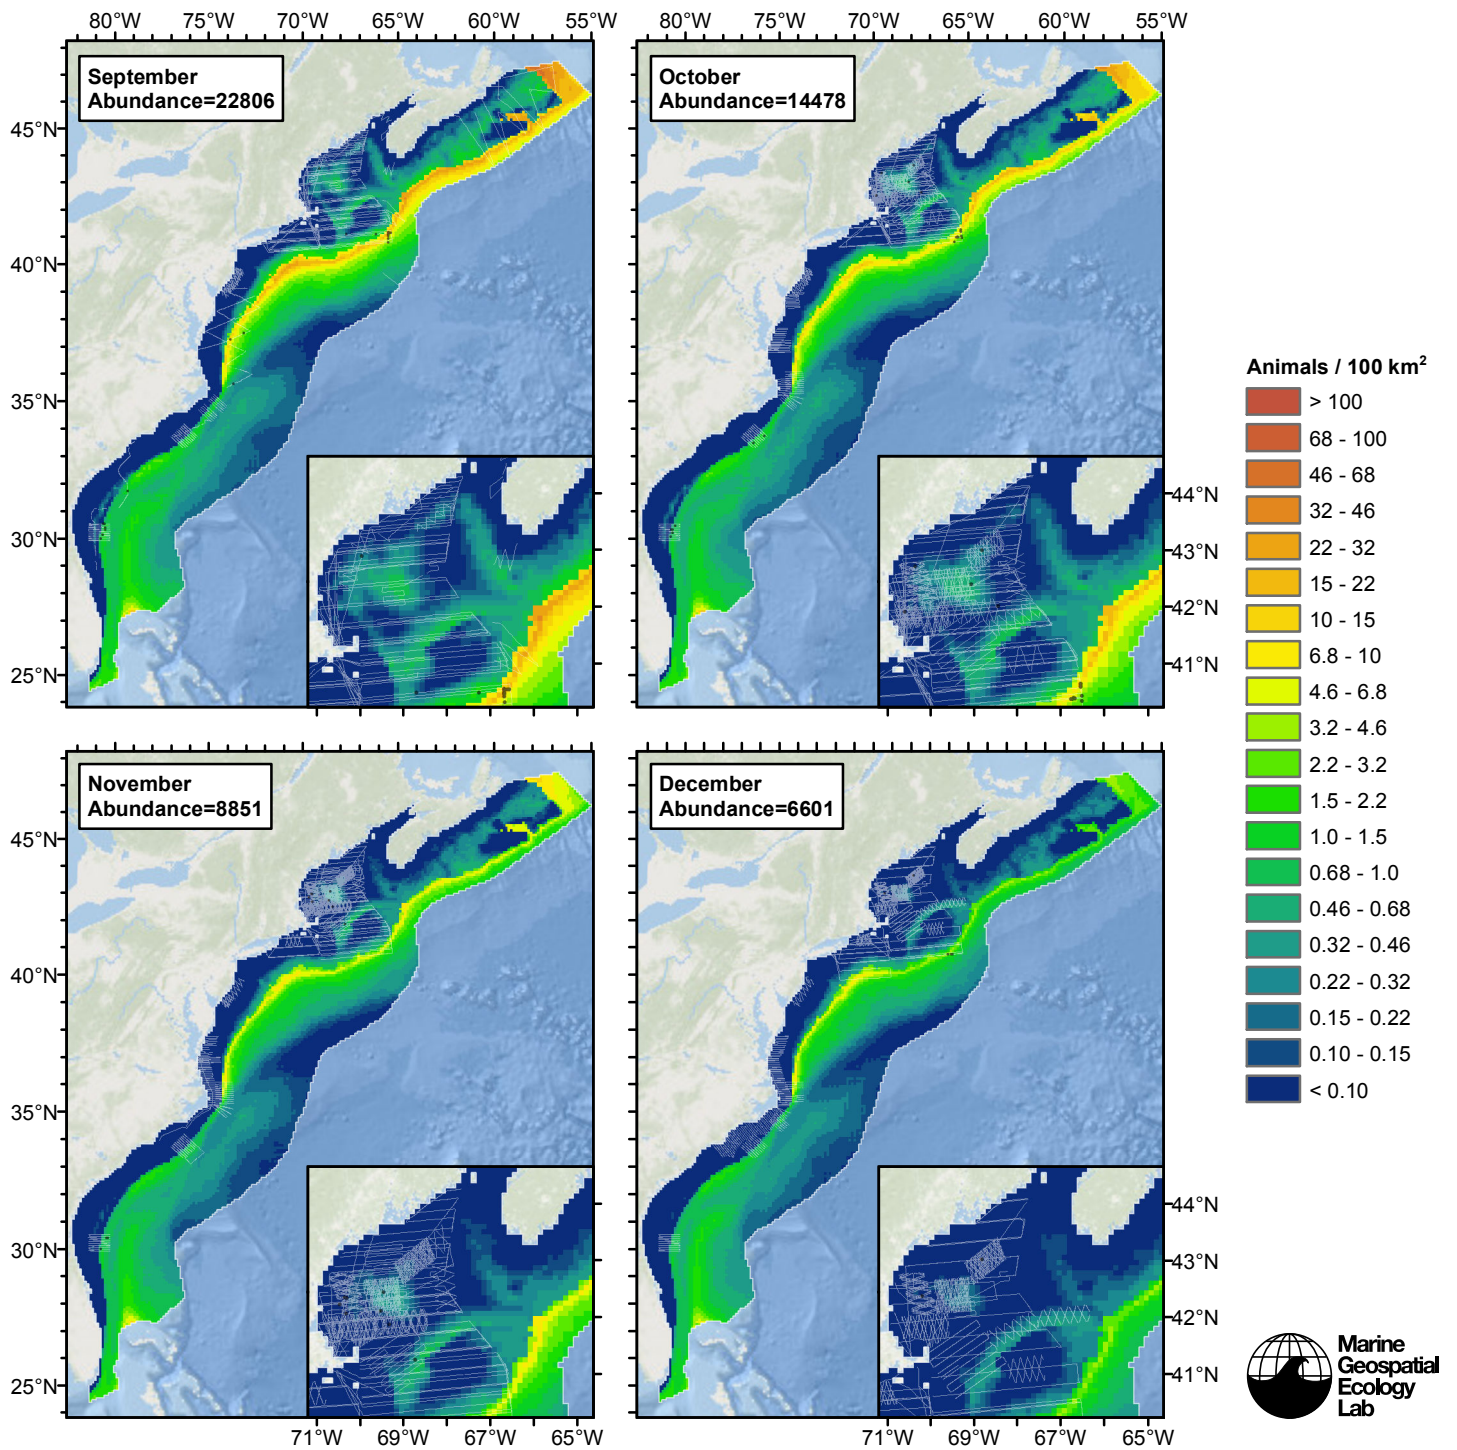 80°W 75°W 70°W 65°W 60°W 55°W
80°W 75°W 70°W 65°W 60°W 55°W
September
Abundance=22806
October
Abundance=14478
45°N
40°N
35°N
30°N
25°N
44°N
43°N
42°N
41°N
November
Abundance=8851
December
Abundance=6601
45°N
40°N
35°N
30°N
25°N
44°N
43°N
42°N
41°N
71°W 69°W 67°W 65°W
71°W 69°W 67°W 65°W
Animals / 100 km²
> 100
68 - 100
46 - 68
32 - 46
22 - 32
15 - 22
10 - 15
6.8 - 10
4.6 - 6.8
3.2 - 4.6
2.2 - 3.2
1.5 - 2.2
1.0 - 1.5
0.68 - 1.0
0.46 - 0.68
0.32 - 0.46
0.22 - 0.32
0.15 - 0.22
0.10 - 0.15
< 0.10
Marine
Geospatial
Ecology
Lab